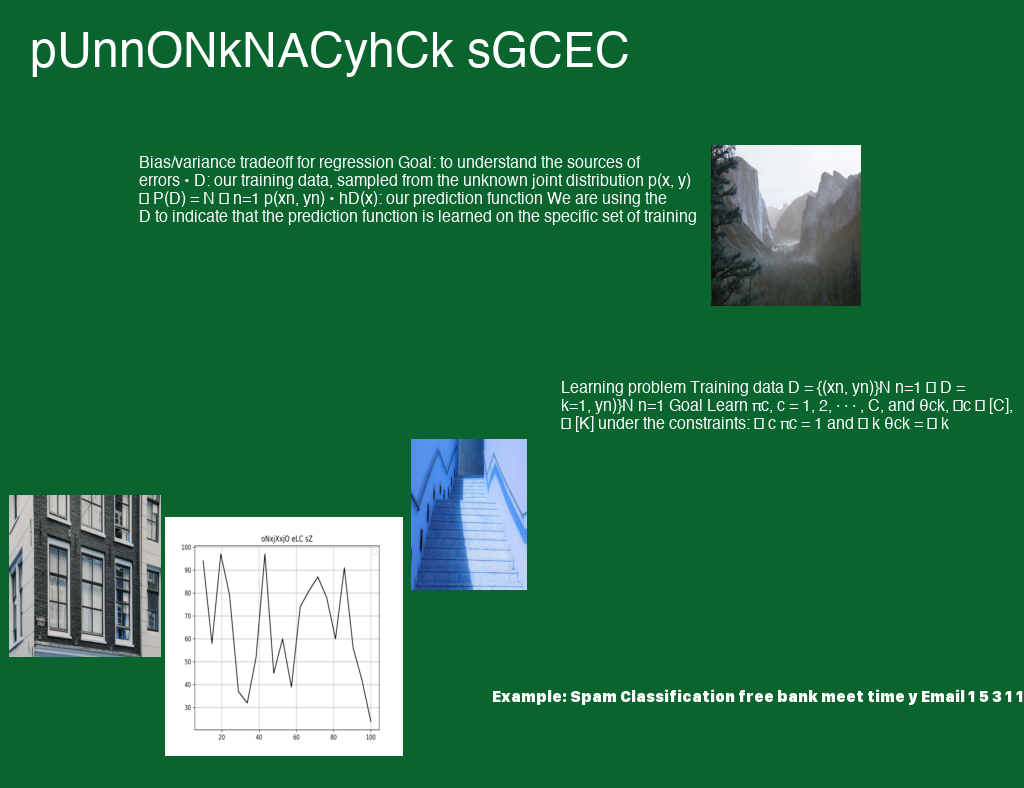 pUnnONkNACyhCk sGCEC
Bias/variance tradeoff for regression Goal: to understand the sources of
errors • D: our training data, sampled from the unknown joint distribution p(x, y)
􏰀 P(D) = N 􏰀 n=1 p(xn, yn) • hD(x): our prediction function We are using the
D to indicate that the prediction function is learned on the specific set of training
Learning problem Training data D = {(xn, yn)}N n=1 􏰀 D =
k=1, yn)}N n=1 Goal Learn πc, c = 1, 2, · · · , C, and θck, 􏰀c 􏰀 [C],
􏰀 [K] under the constraints: 􏰀 c πc = 1 and 􏰀 k θck = 􏰀 k
oNxjXxjO eLC sZ
100
90
80
70
60
50
40
30
20 40 60 80 100
Example: Spam Classification free bank meet time y Email 1 5 3 1 1